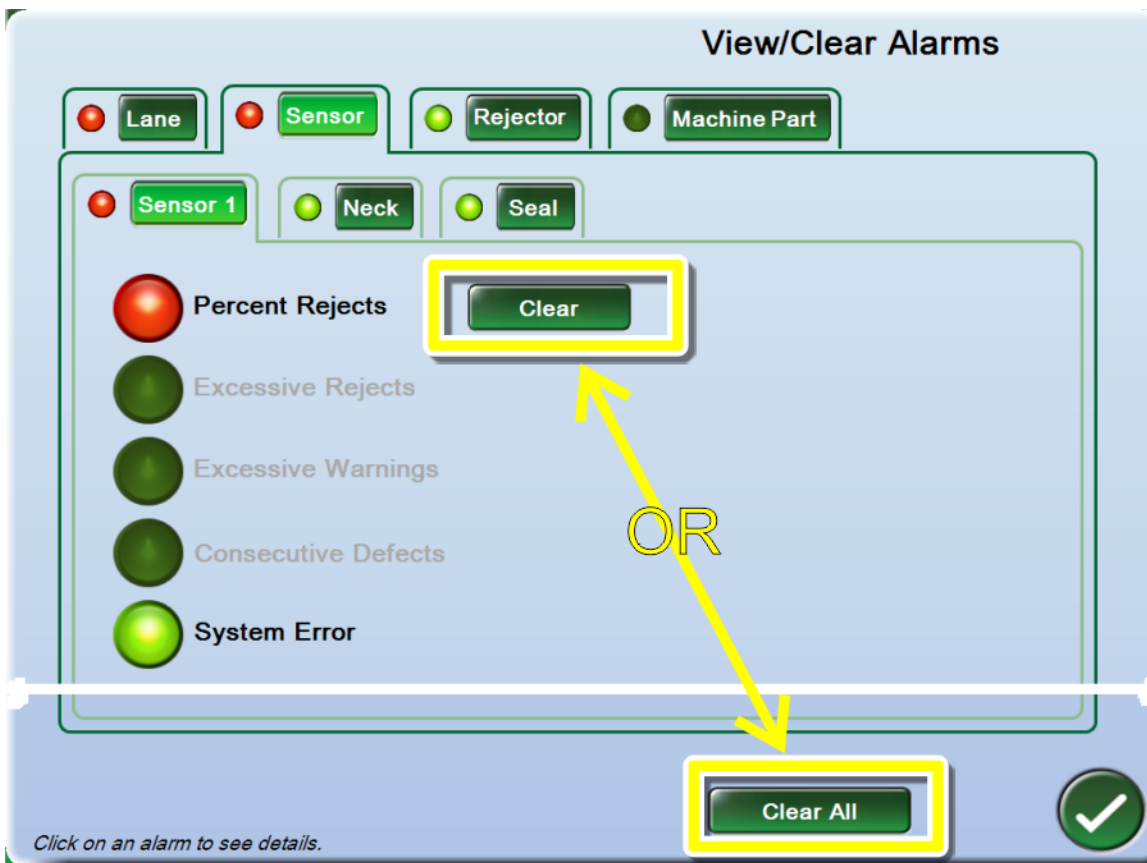 View/Clear Alarms
Lane Sensor Rejector Machine Part
Sensor 1 Neck Seal
Percent Rejects Clear
Excessive Rejects
Excessive Warnings
OR
Consecutive Defects
System Error
Clear All
Click on an alarm to see details.